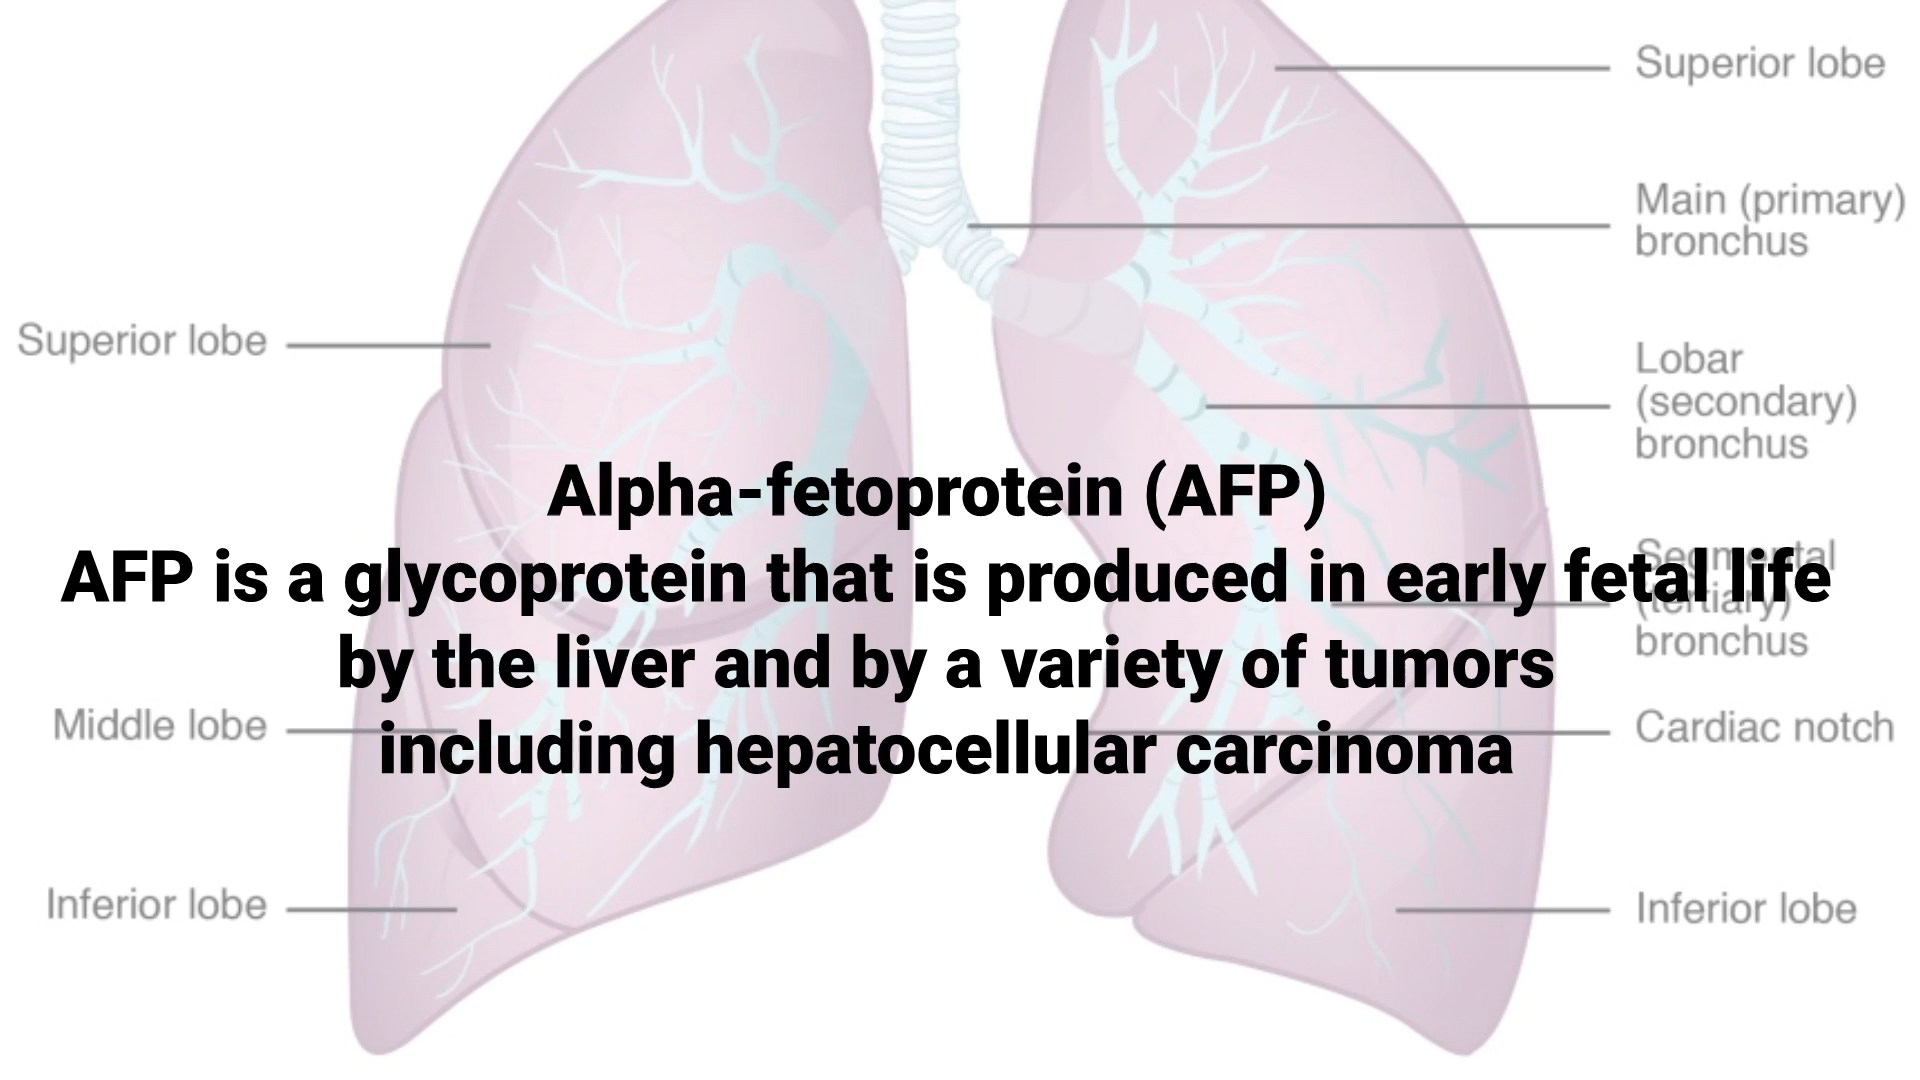 Superior lobe
Main (primary)
bronchus
Superior lobe
Lobar
(secondary)
bronchus
Alpha-fetoprotein (AFP)
AFP is a glycoprotein that is produced in early fetal life
by the liver and by a variety of tumors
including hepatocellular carcinoma
Segmental
(tertiary)
bronchus
Middle lobe
Cardiac notch
Inferior lobe
Inferior lobe